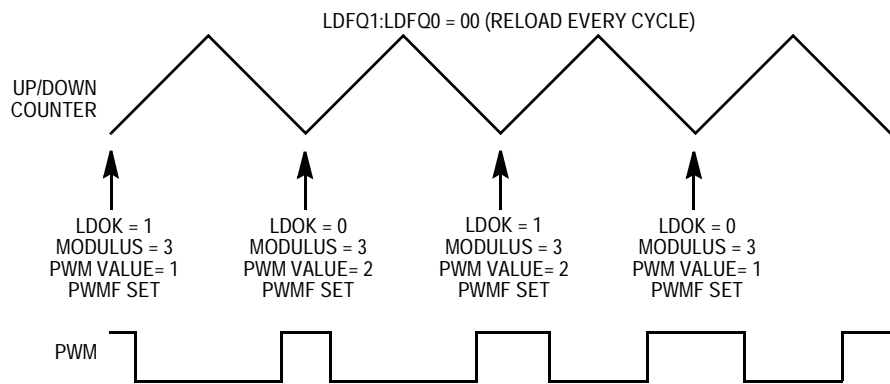 LDFQ1:LDFQ0 = 00 (RELOAD EVERY CYCLE)
UP/DOWN
COUNTER
LDOK = 1
MODULUS = 3
PWM VALUE= 1
PWMF SET
LDOK = 0
MODULUS = 3
PWM VALUE= 2
PWMF SET
LDOK = 1
MODULUS = 3
PWM VALUE= 2
PWMF SET
LDOK = 0
MODULUS = 3
PWM VALUE= 1
PWMF SET
PWM